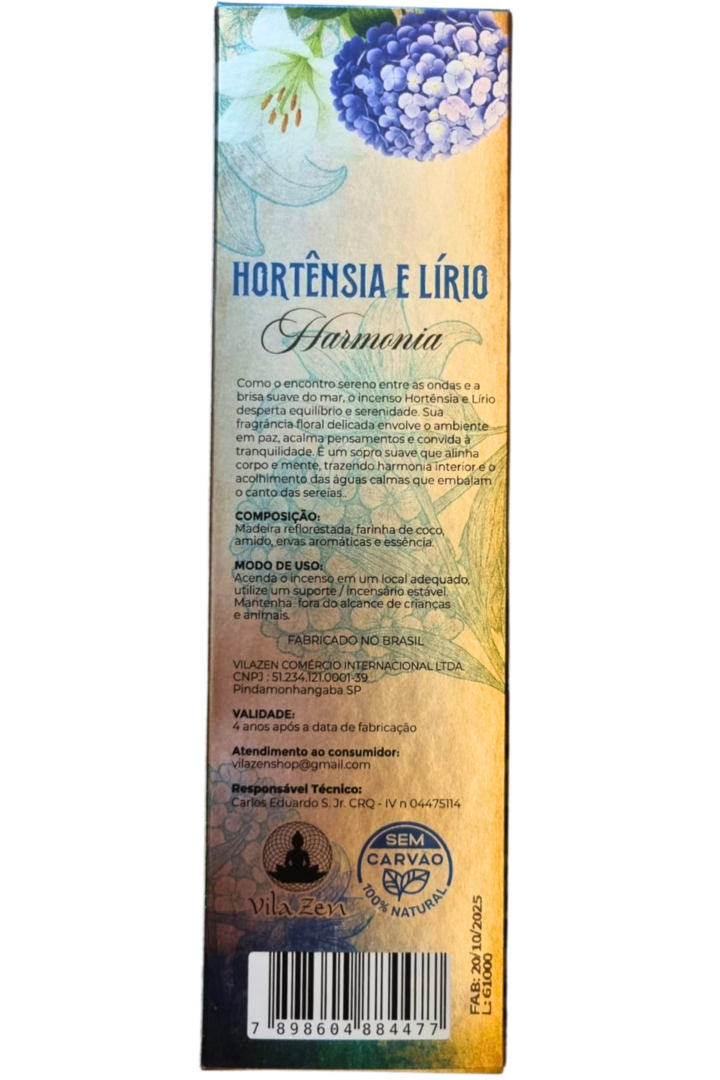 HORTÊNSIA E LÍRIO
Harmonia
Como o encontro sereno entre as ondas e a
brisa suave do mar, o incenso Hortênsia e Lírio
desperta equilíbrio e serenidade. Sua
fragrância floral delicada envolve o ambiente
em paz, acalma pensamentos e convida à
tranquilidade. É um sopro suave que alinha
corpo e mente, trazendo harmonia interior e o
acolhimento das águas calmas que embalam
o canto das sereias..
COMPOSIÇÃO:
Madeira reflorestada, farinha de coco,
amido, ervas aromáticas e essência.
MODO DE USO:
Acenda o incenso em um local adequado,
utilize um suporte / incensário estável.
Mantenha fora do alcance de crianças
e animais.
FABRICADO NO BRASIL
VILAZEN COMÉRCIO INTERNACIONAL LTDA.
CNPJ : 51.234.121.0001-39
Pindamonhangaba SP
VALIDADE:
4 anos após a data de fabricação
Atendimento ao consumidor:
vilazenshop@gmail.com
Responsável Técnico:
Carlos Eduardo S. Jr. CRQ - IV n 04475114
Vila Zen
SEM
CARVÃO
100% NATURAL
FAB: 20/10/2025
L: 61000
7 898604 884477